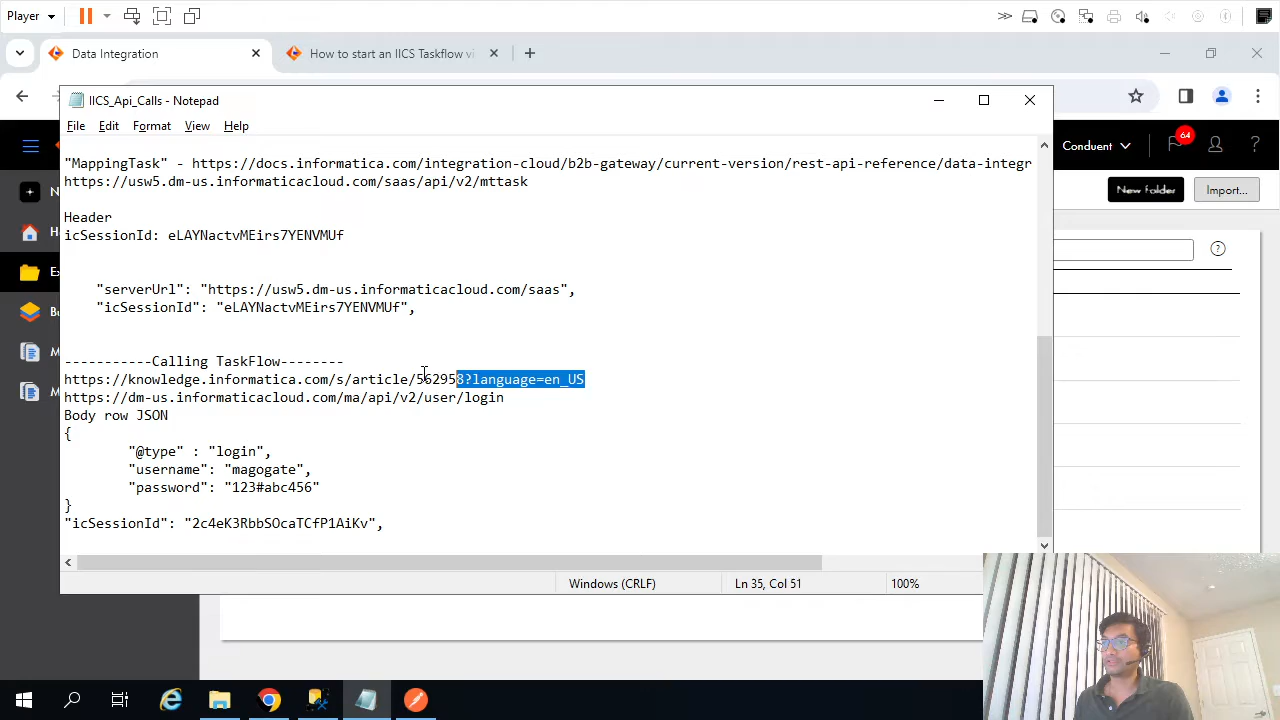 Player
Data Integration
How to start an IICS Taskflow vi
IICS_Api_Calls - Notepad
File Edit Format View Help
Conduent
64
New folder
Import...
"MappingTask" - https://docs.informatica.com/integration-cloud/b2b-gateway/current-version/rest-api-reference/data-integr
https://usw5.dm-us.informaticacloud.com/saas/api/v2/mttask
Header
icSessionId: eLAYNactvMEirs7YENVMUf
"serverUrl": "https://usw5.dm-us.informaticacloud.com/saas",
"icSessionId": "eLAYNactvMEirs7YENVMUf",
-----------Calling TaskFlow--------
https://knowledge.informatica.com/s/article/562958?language=en_US
https://dm-us.informaticacloud.com/ma/api/v2/user/login
Body row JSON
{
"@type" : "login",
"username": "magogate",
"password": "123#abc456"
}
"icSessionId": "2c4eK3RbbSOcaTCfP1AiKv",
Windows (CRLF)
Ln 35, Col 51
100%
N
H
Ex
Bu
M
M